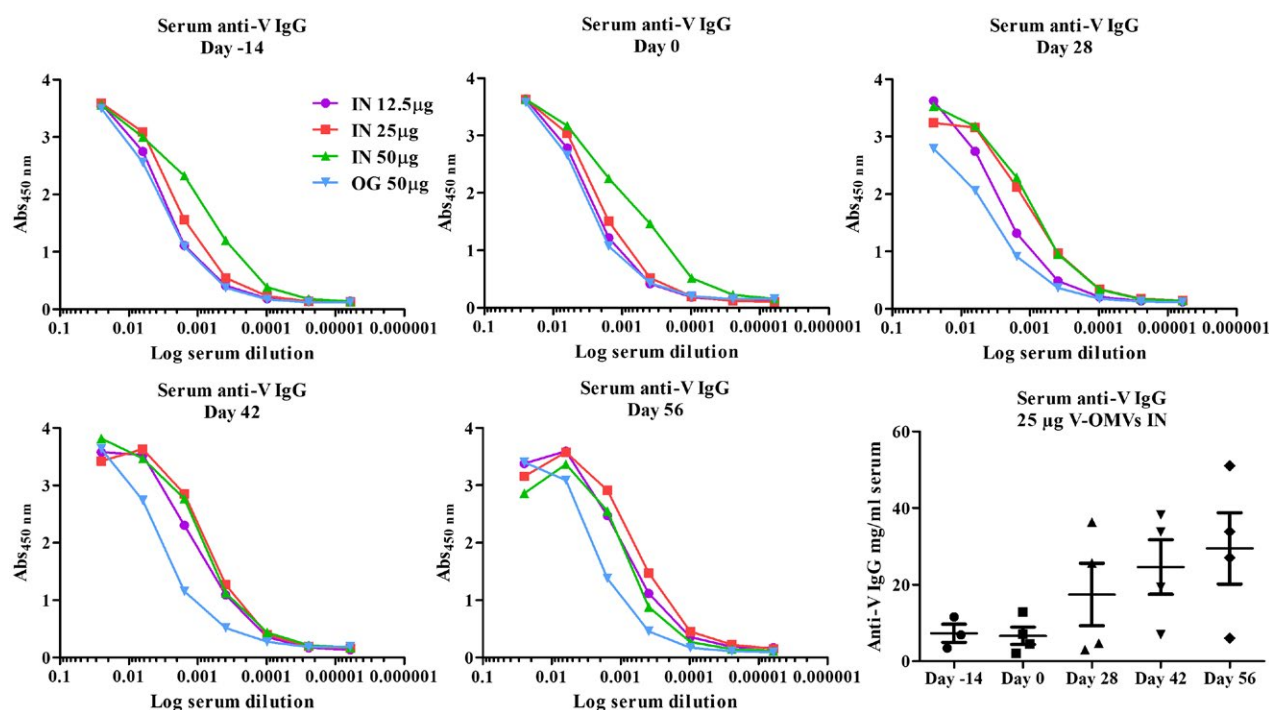 Serum anti-V IgG
Day -14
4
3
2
1
0
Abs450 nm
0.1 0.01 0.001 0.0001 0.00001 0.000001
Log serum dilution
IN 12.5µg
IN 25µg
IN 50µg
OG 50µg
Serum anti-V IgG
Day 0
4
3
2
1
0
Abs450 nm
0.1 0.01 0.001 0.0001 0.00001 0.000001
Log serum dilution
Serum anti-V IgG
Day 28
4
3
2
1
0
Abs450 nm
0.1 0.01 0.001 0.0001 0.00001 0.000001
Log serum dilution
Serum anti-V IgG
Day 42
4
3
2
1
0
Abs450 nm
0.1 0.01 0.001 0.0001 0.00001 0.000001
Log serum dilution
Serum anti-V IgG
Day 56
4
3
2
1
0
Abs450 nm
0.1 0.01 0.001 0.0001 0.00001 0.000001
Log serum dilution
Serum anti-V IgG
25 µg V-OMVs IN
60
40
20
0
Anti-V IgG mg/ml serum
Day -14 Day 0 Day 28 Day 42 Day 56